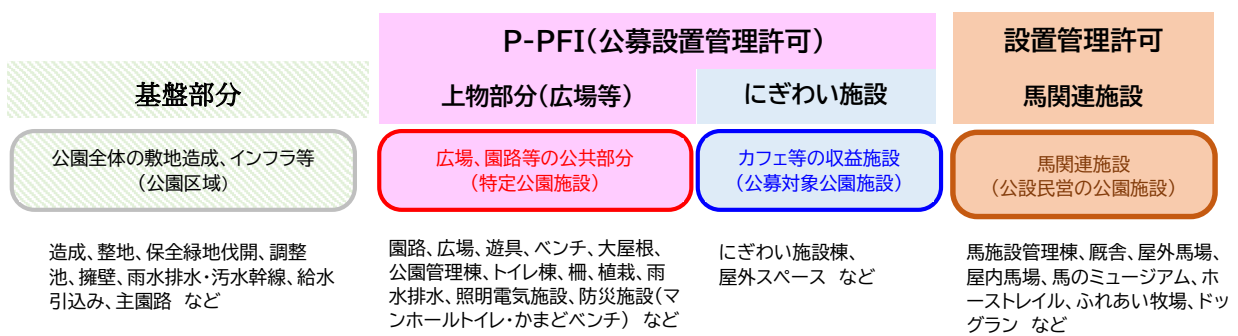 P-PFI(公募設置管理許可)
設置管理許可
基盤部分
上物部分(広場等)
にぎわい施設
馬関連施設
公園全体の敷地造成、インフラ等
(公園区域)
広場、園路等の公共部分
(特定公園施設)
カフェ等の収益施設
(公募対象公園施設)
馬関連施設
(公設民営の公園施設)
造成、整地、保全緑地伐開、調整
池、擁壁、雨水排水・汚水幹線、給水
引込み、主園路 など
園路、広場、遊具、ベンチ、大屋根、
公園管理棟、トイレ棟、柵、植栽、雨
水排水、照明電気施設、防災施設(マ
ンホールトイレ・かまどベンチ) など
にぎわい施設棟、
屋外スペース など
馬施設管理棟、厩舎、屋外馬場、
屋内馬場、馬のミュージアム、ホ
ーストレイル、ふれあい牧場、ドッ
グラン など